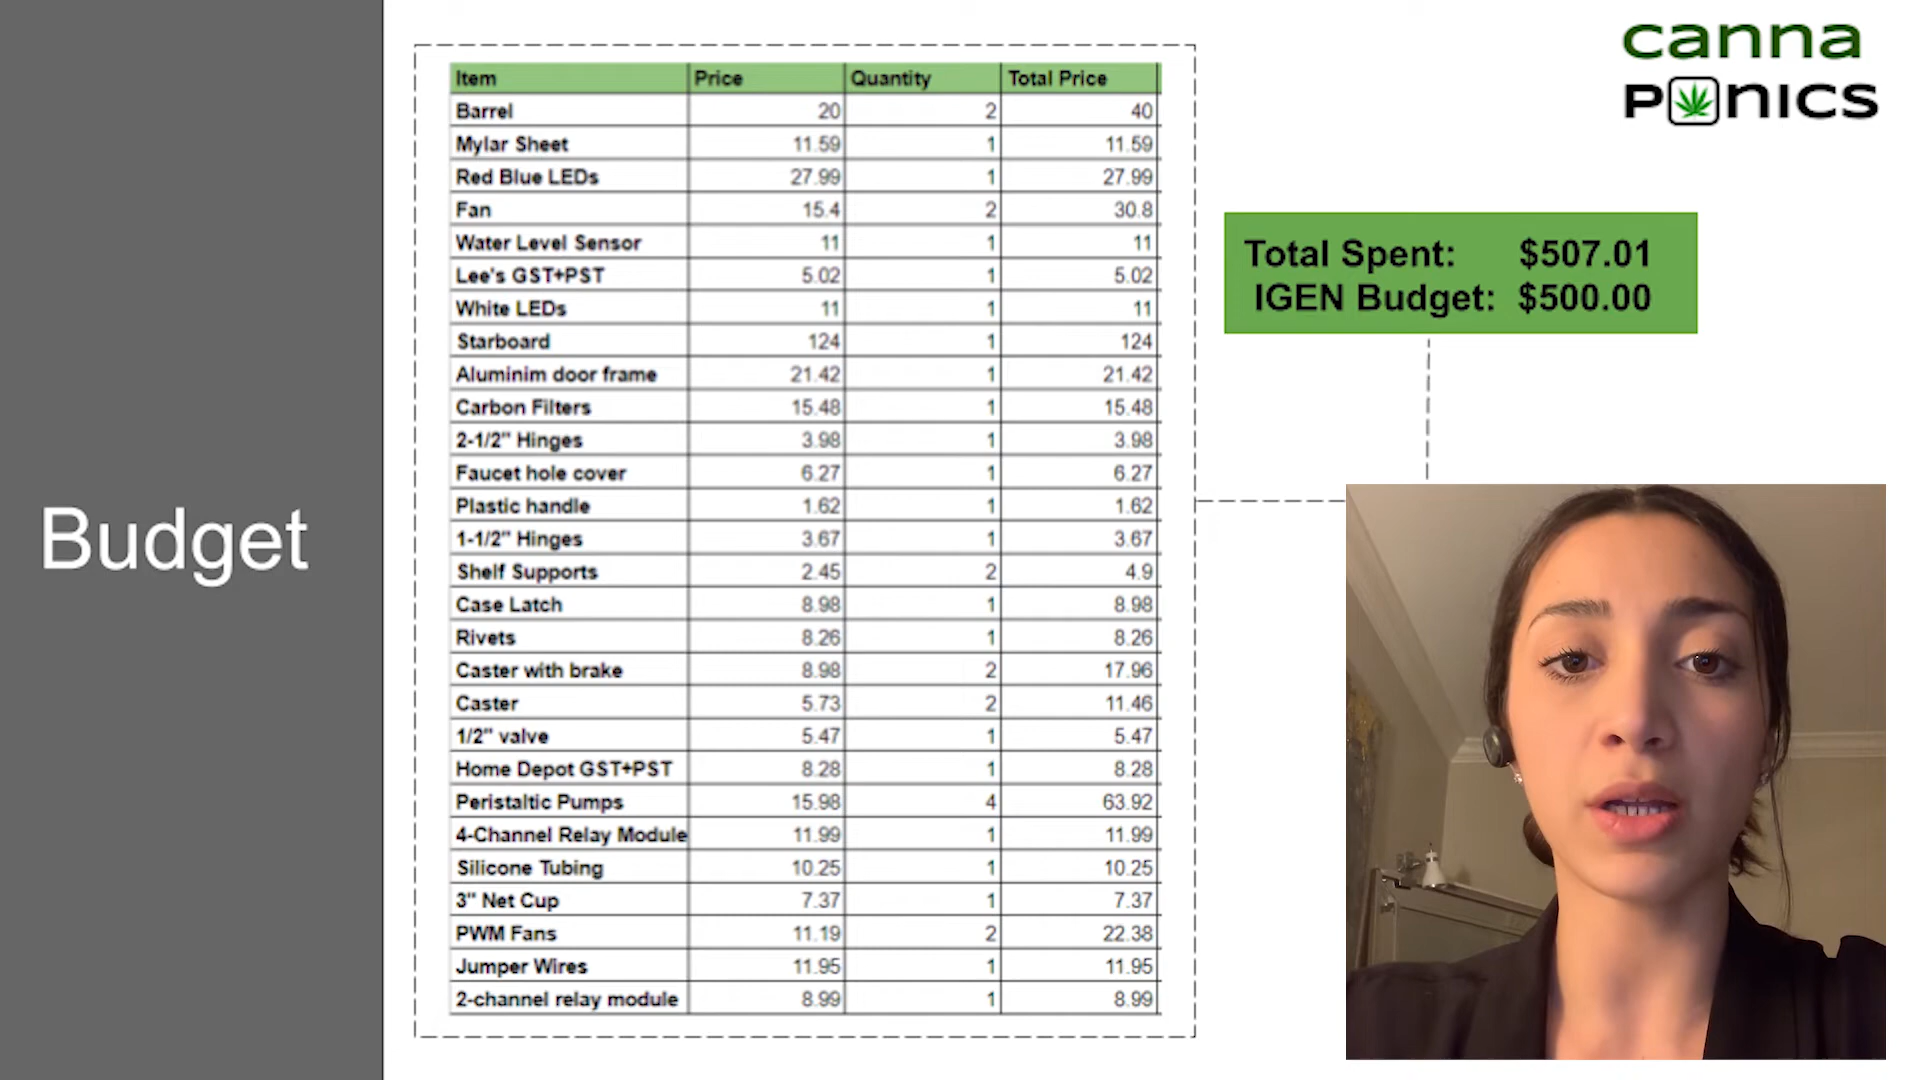 Budget
Item Price Quantity Total Price
Barrel 20 2 40
Mylar Sheet 11.59 1 11.59
Red Blue LEDs 27.99 1 27.99
Fan 15.4 2 30.8
Water Level Sensor 11 1 11
Lee's GST+PST 5.02 1 5.02
White LEDs 11 1 11
Starboard 124 1 124
Aluminim door frame 21.42 1 21.42
Carbon Filters 15.48 1 15.48
2-1/2" Hinges 3.98 1 3.98
Faucet hole cover 6.27 1 6.27
Plastic handle 1.62 1 1.62
1-1/2" Hinges 3.67 1 3.67
Shelf Supports 2.45 2 4.9
Case Latch 8.98 1 8.98
Rivets 8.26 1 8.26
Caster with brake 8.98 2 17.96
Caster 5.73 2 11.46
1/2" valve 5.47 1 5.47
Home Depot GST+PST 8.28 1 8.28
Peristaltic Pumps 15.98 4 63.92
4-Channel Relay Module 11.99 1 11.99
Silicone Tubing 10.25 1 10.25
3" Net Cup 7.37 1 7.37
PWM Fans 11.19 2 22.38
Jumper Wires 11.95 1 11.95
2-channel relay module 8.99 1 8.99
canna
PONICS
Total Spent: $507.01
IGEN Budget: $500.00